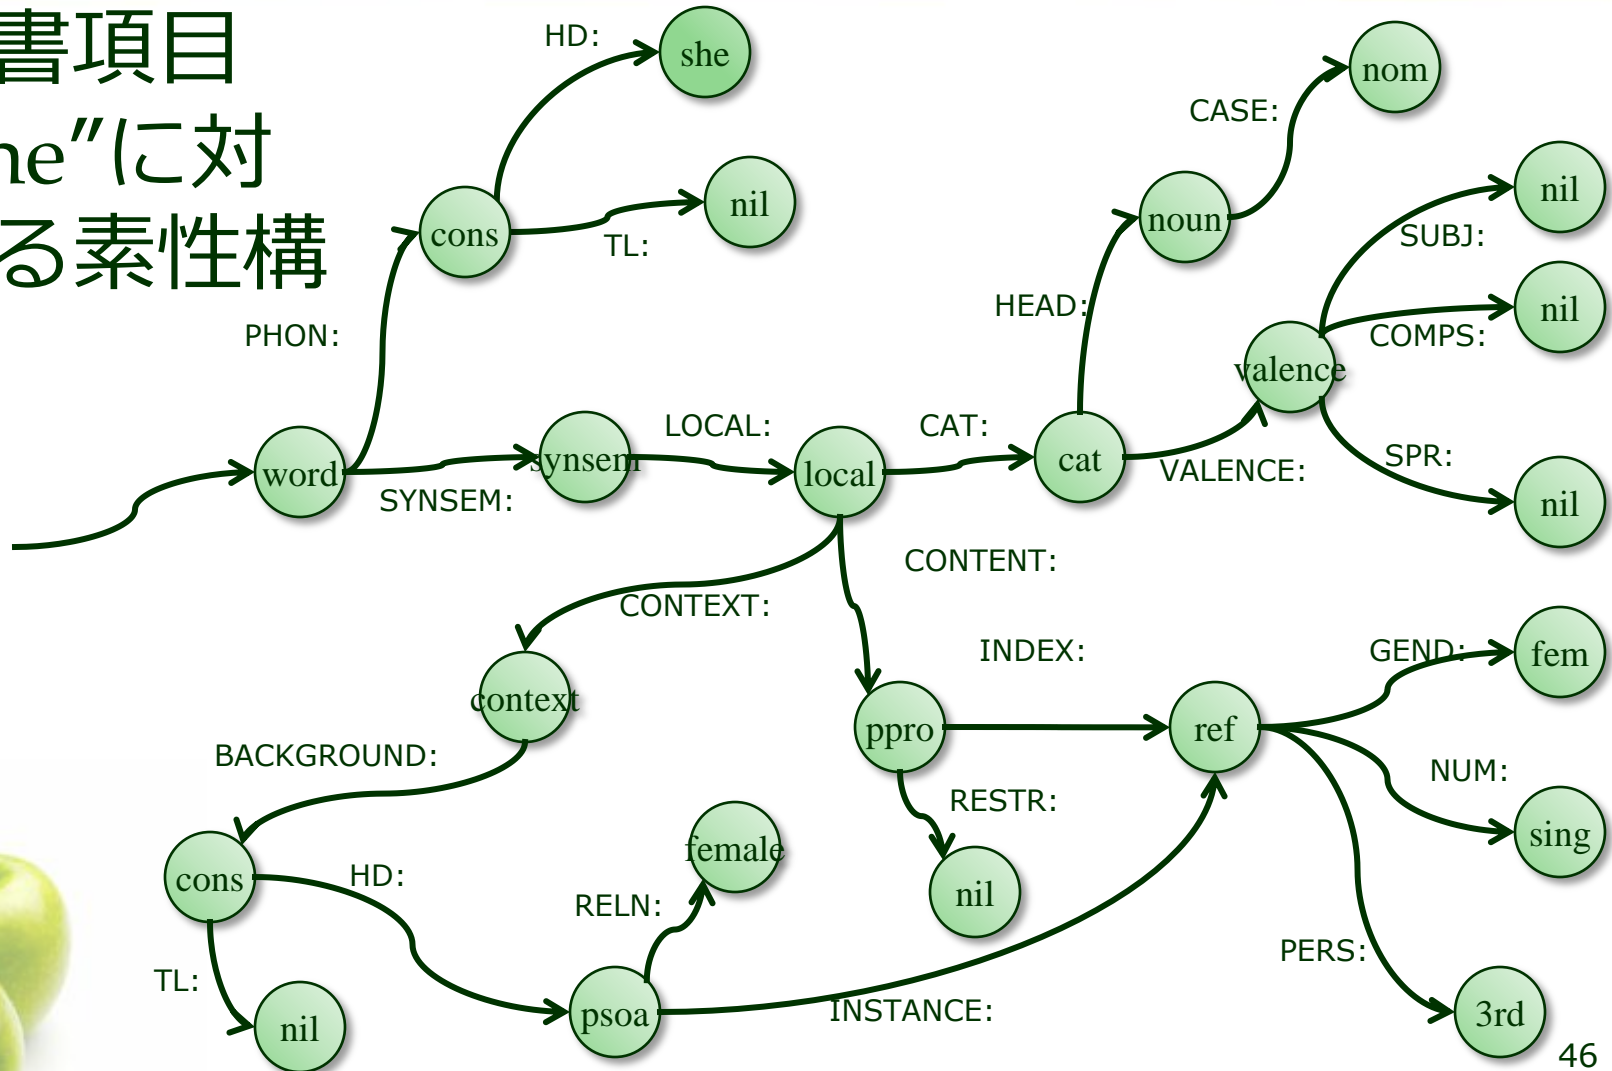 書項目
he”に対
る素性構
HD:
she
nom
CASE:
nil
nil
cons
noun
TL:
SUBJ:
HEAD:
nil
PHON:
COMPS:
valence
LOCAL:
CAT:
word
synsem
local
cat
VALENCE:
SPR:
SYNSEM:
nil
CONTENT:
CONTEXT:
INDEX:
GEND:
fem
context
ppro
ref
BACKGROUND:
NUM:
RESTR:
sing
female
cons
HD:
RELN:
nil
PERS:
TL:
psoa
INSTANCE:
3rd
nil
46